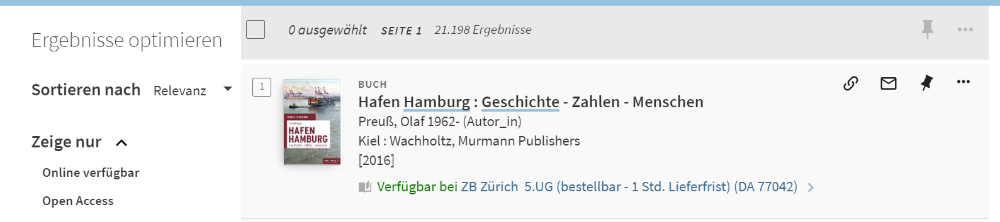 Ergebnisse optimieren
Sortieren nach Relevanz
Zeige nur
Online verfügbar
Open Access
0 ausgewählt SEITE 1 21.198 Ergebnisse
1
HAFEN
HAMBURG
BUCH
Hafen Hamburg : Geschichte - Zahlen - Menschen
Preuß, Olaf 1962- (Autor_in)
Kiel : Wachholtz, Murmann Publishers
[2016]
Verfügbar bei ZB Zürich 5.UG (bestellbar - 1 Std. Lieferfrist) (DA 77042)